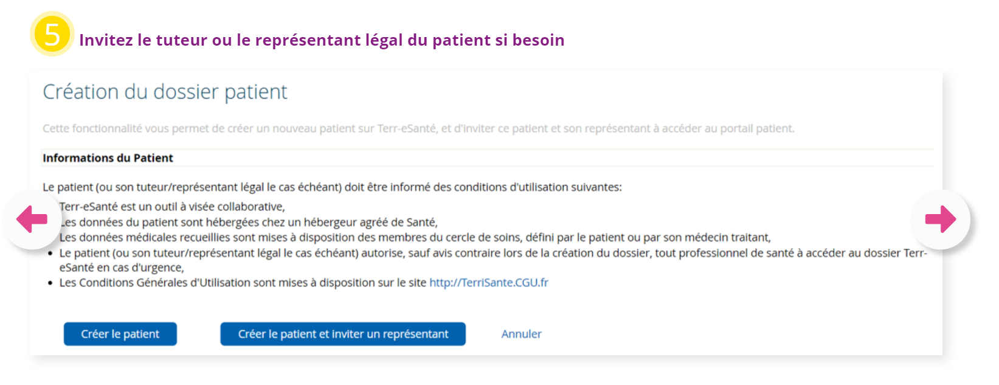 5
Invitez le tuteur ou le représentant légal du patient si besoin
Création du dossier patient
Cette fonctionnalité vous permet de créer un nouveau patient sur Terr-eSanté, et d'inviter ce patient et son représentant à accéder au portail patient.
Informations du Patient
Le patient (ou son tuteur/représentant légal le cas échéant) doit être informé des conditions d'utilisation suivantes:
Terr-eSanté est un outil à visée collaborative,
Les données du patient sont hébergées chez un hébergeur agréé de Santé,
Les données médicales recueillies sont mises à disposition des membres du cercle de soins, défini par le patient ou par son médecin traitant,
• Le patient (ou son tuteur/représentant légal le cas échéant) autorise, sauf avis contraire lors de la création du dossier, tout professionnel de santé à accéder au dossier Terr-
eSanté en cas d'urgence,
• Les Conditions Générales d'Utilisation sont mises à disposition sur le site http://TerriSante.CGU.fr
Créer le patient
Créer le patient et inviter un représentant
Annuler